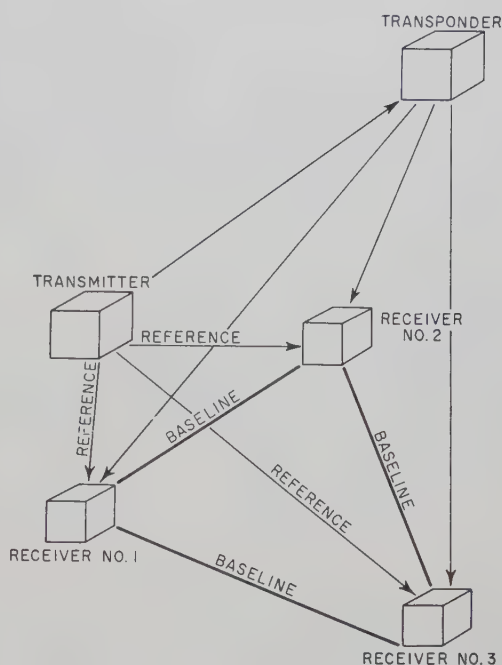 TRANSPONDER
TRANSMITTER
REFERENCE
RECEIVER
NO.2
REFERENCE
BASELINE
BASELINE
REFERENCE
RECEIVER NO.1
BASELINE
RECEIVER NO.3